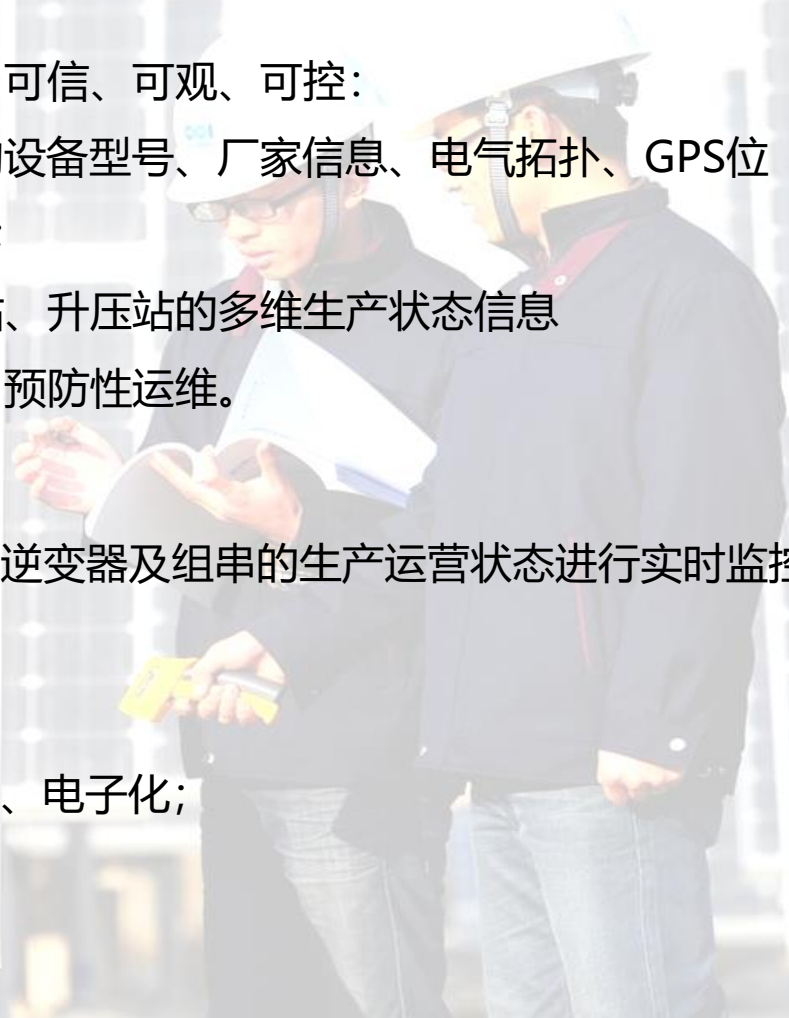 可信、可观、可控：
设备型号、厂家信息、电气拓扑、GPS位
、升压站的多维生产状态信息
预防性运维。
逆变器及组串的生产运营状态进行实时监控
、电子化；